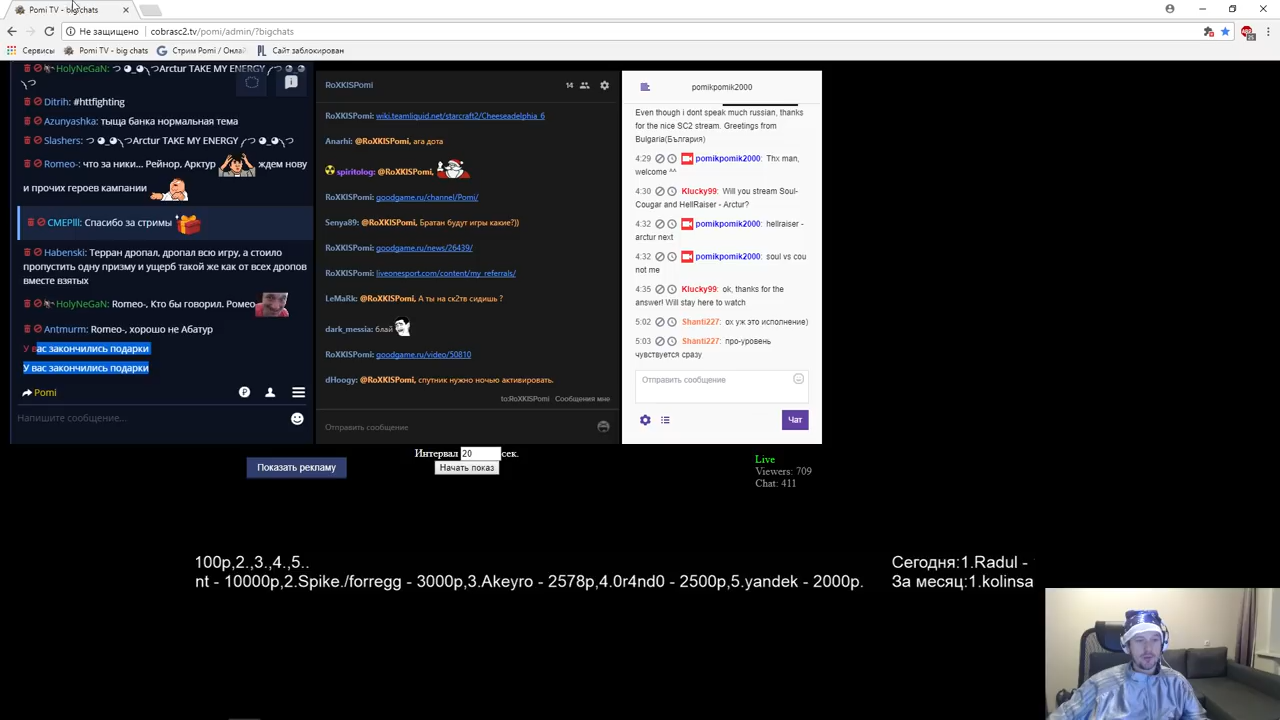 Pomi TV - bigchats
Не защищено
cobrasc2.tv/pomi/admin/?bigchats
Сервисы
Pomi TV - big chats
Стрим Pomi / Онла
Сайт заблокирован
HolyNeGaN: つ ◕_◕ つ Arctur TAKE MY ENERGY
Ditrih: #httfighting
Azunyashka: пища банка нормальная тема
Slashers: つ ◕_◕ つ Arctur TAKE MY ENERGY
Romeo-: что за ники... Рейнор, Арктур ждем нову
и прочих героев кампании
СМЕРIII: Спасибо за стримы
Habenski: Терран дропал, дропал всю игру, а стоило
пропустить одну призму и ущерб такой же как от всех дропов
вместе взятых
HolyNeGaN: Romeo-, Кто бы говорил. Ромео
Antmurm: Romeo-, хорошо не Абатур
У вас закончились подарки
У вас закончились подарки
Pomi
Напишите сообщение...
RoXKISPomi
14
RoXKISPomi: wiki.teamliquid.net/starcraft2/Cheeseadelphia_6
Anarhi: @RoXKISPomi, ага дота
spiritolog: @RoXKISPomi,
RoXKISPomi: goodgame.ru/channel/Pomi/
Senya89: @RoXKISPomi, Братан будут игры какие?))
RoXKISPomi: goodgame.ru/news/26439/
RoXKISPomi: liveonesport.com/content/my_referrals/
LeMaRk: @RoXKISPomi, А ты на ск2тв сидишь ?
dark_messia: блай
RoXKISPomi: goodgame.ru/video/50810
dHoogy: @RoXKISPomi, спутник нужно ночью активировать.
to:RoXKISPomi Сообщения мне
Отправить сообщение
pomikpomik2000
Even though i dont speak much russian, thanks
for the nice SC2 stream. Greetings from
Bulgaria(България)
4:29 pomikpomik2000: Thx man,
welcome ^^
4:30 Klucky99: Will you stream Soul-
Cougar and HellRaiser - Arctur?
4:32 pomikpomik2000: hellraiser -
arctur next
4:32 pomikpomik2000: soul vs cou
not me
4:35 Klucky99: ok, thanks for the
answer! Will stay here to watch
5:02 Shanti227: ох уж это исполнение)
5:03 Shanti227: про-уровень
чувствуется сразу
Отправить сообщение
Чат
Показать рекламу
Интервал 20 сек.
Начать показ
Live
Viewers: 709
Chat: 411
100р,2.,3.,4.,5.. Сегодня:1.Radul -
nt - 10000р,2.Spike./forregg - 3000р,3.Akeyro - 2578р,4.0r4nd0 - 2500р,5.yandek - 2000р. За месяц:1.kolinsa